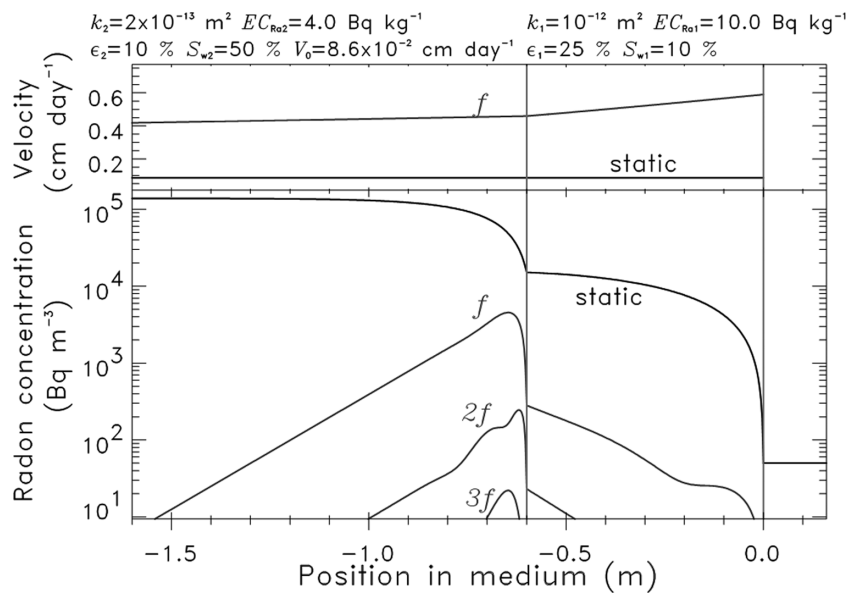 k₂=2x10⁻¹³ m² EC_Ra2=4.0 Bq kg⁻¹ k₁=10⁻¹² m² EC_Ra1=10.0 Bq kg⁻¹
ϵ₂=10 % S_w2=50 % V₀=8.6x10⁻² cm day⁻¹ ϵ₁=25 % S_w1=10 %
Velocity
(cm day⁻¹)
0.6
0.4
0.2
f
static
Radon concentration
(Bq m⁻³)
10⁵
10⁴
10³
10²
10¹
static
f
2f
3f
−1.5 −1.0 −0.5 0.0
Position in medium (m)